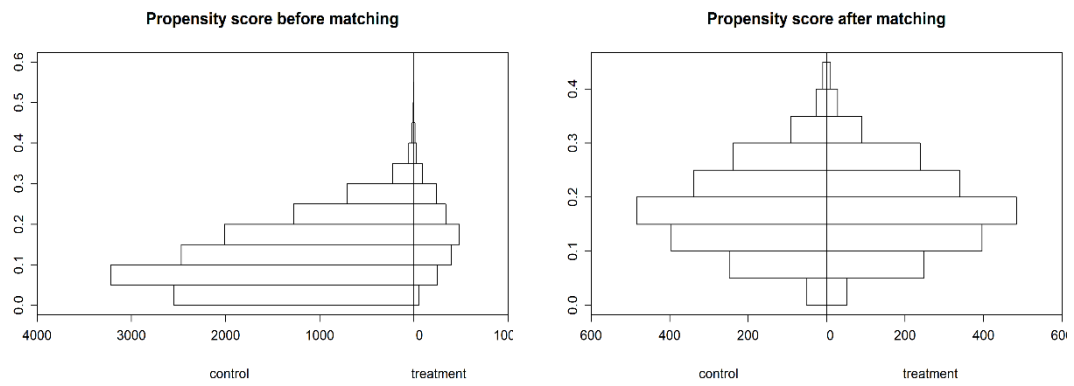 Propensity score before matching
0.6
0.5
0.4
0.3
0.2
0.1
0.0
4000 3000 2000 1000 0 100
control treatment
Propensity score after matching
0.4
0.3
0.2
0.1
0.0
600 400 200 0 200 400 600
control treatment